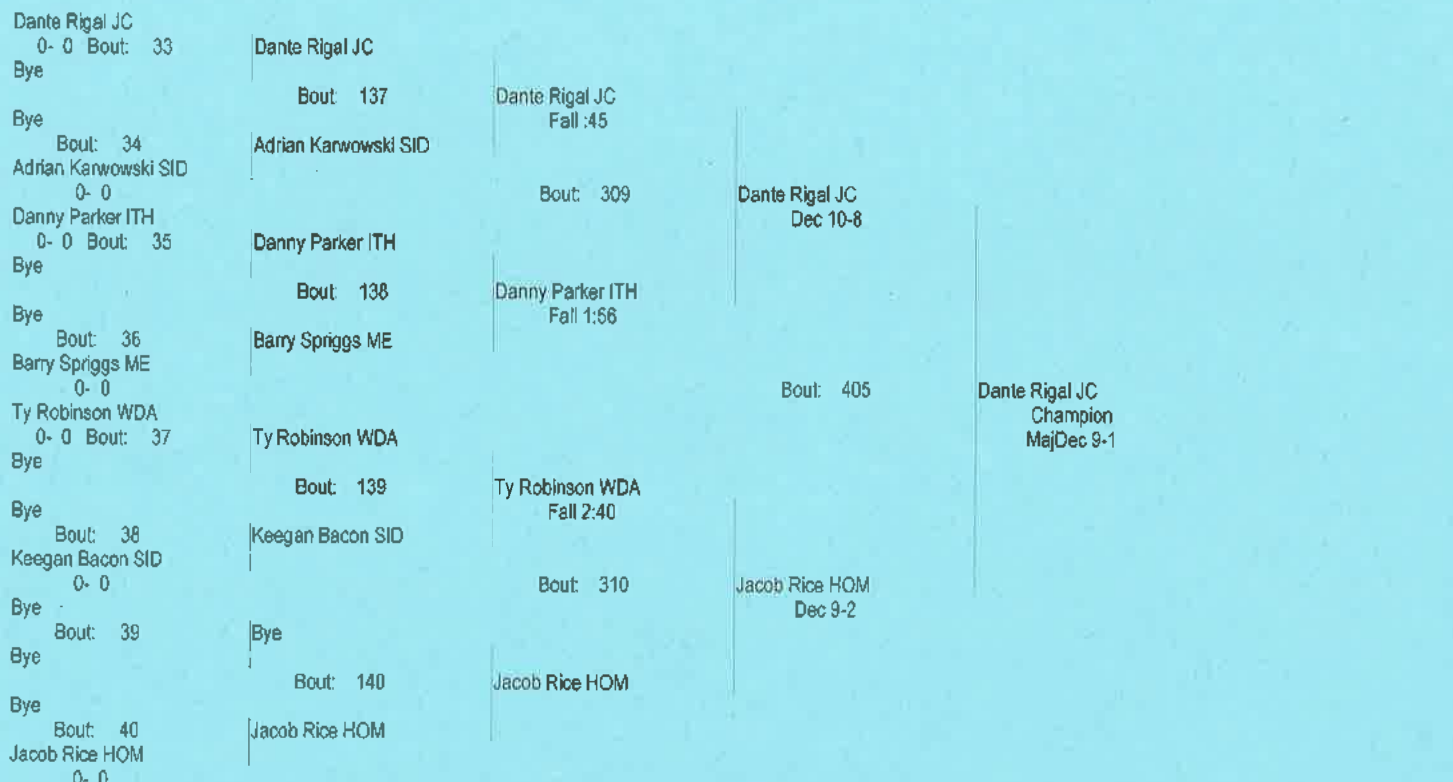 Dante Rigal JC
0- 0 Bout: 33
Bye
Bye
Bout: 34
Adrian Karwowski SID
0- 0
Danny Parker ITH
0- 0 Bout: 35
Bye
Bye
Bout: 36
Barry Spriggs ME
0- 0
Ty Robinson WDA
0- 0 Bout: 37
Bye
Bye
Bout: 38
Keegan Bacon SID
0- 0
Bye
Bout: 39
Bye
Bye
Bout: 40
Jacob Rice HOM
0- 0
Dante Rigal JC
Bout: 137
Adrian Karwowski SID
Danny Parker ITH
Bout: 138
Barry Spriggs ME
Ty Robinson WDA
Bout: 139
Keegan Bacon SID
Bye
Bout: 140
Jacob Rice HOM
Dante Rigal JC
Fall :45
Bout: 309
Danny Parker ITH
Fall 1:56
Ty Robinson WDA
Fall 2:40
Bout: 310
Jacob Rice HOM
Dante Rigal JC
Dec 10-8
Bout: 405
Jacob Rice HOM
Dec 9-2
Dante Rigal JC
Champion
MajDec 9-1